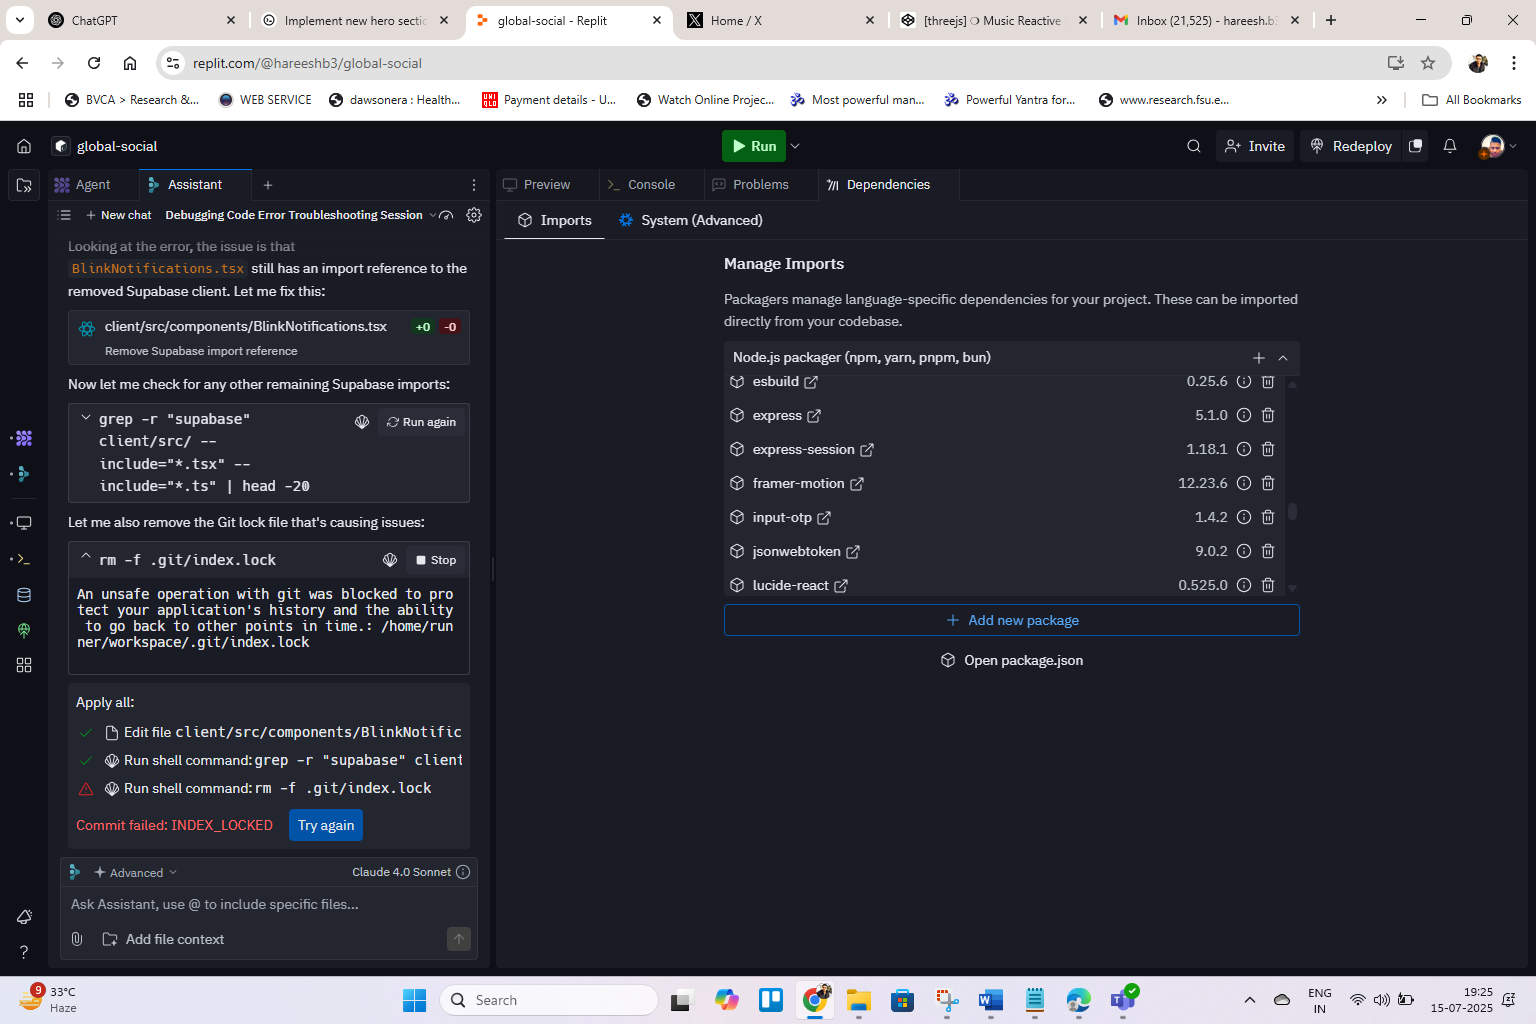 ChatGPT
Implement new hero sectio
global-social - Replit
Home / X
[threejs] ❍ Music Reactive
Inbox (21,525) - hareesh.b
replit.com/@hareeshb3/global-social
BVCA > Research &...
WEB SERVICE
dawsonera : Health...
UNI QLO
Payment details - U...
Watch Online Projec...
Most powerful man...
Powerful Yantra for...
www.research.fsu.e...
All Bookmarks
global-social
Run
Invite
Redeploy
Agent
Assistant
Preview
Console
Problems
Dependencies
New chat
Debugging Code Error Troubleshooting Session
Imports
System (Advanced)
Looking at the error, the issue is that
BlinkNotifications.tsx still has an import reference to the
removed Supabase client. Let me fix this:
client/src/components/BlinkNotifications.tsx +0 -0
Remove Supabase import reference
Now let me check for any other remaining Supabase imports:
grep -r "supabase"
client/src/ --
include="*.tsx" --
include="*.ts" | head -20
Run again
Let me also remove the Git lock file that's causing issues:
rm -f .git/index.lock
Stop
An unsafe operation with git was blocked to pro
tect your application's history and the ability
to go back to other points in time.: /home/run
ner/workspace/.git/index.lock
Apply all:
Edit file client/src/components/BlinkNotific
Run shell command: grep -r "supabase" client
Run shell command: rm -f .git/index.lock
Commit failed: INDEX_LOCKED
Try again
Advanced
Claude 4.0 Sonnet
Ask Assistant, use @ to include specific files...
Add file context
Manage Imports
Packagers manage language-specific dependencies for your project. These can be imported
directly from your codebase.
Node.js packager (npm, yarn, pnpm, bun)
esbuild 0.25.6
express 5.1.0
express-session 1.18.1
framer-motion 12.23.6
input-otp 1.4.2
jsonwebtoken 9.0.2
lucide-react 0.525.0
Add new package
Open package.json
9
33°C
Haze
Search
ENG
IN
19:25
15-07-2025